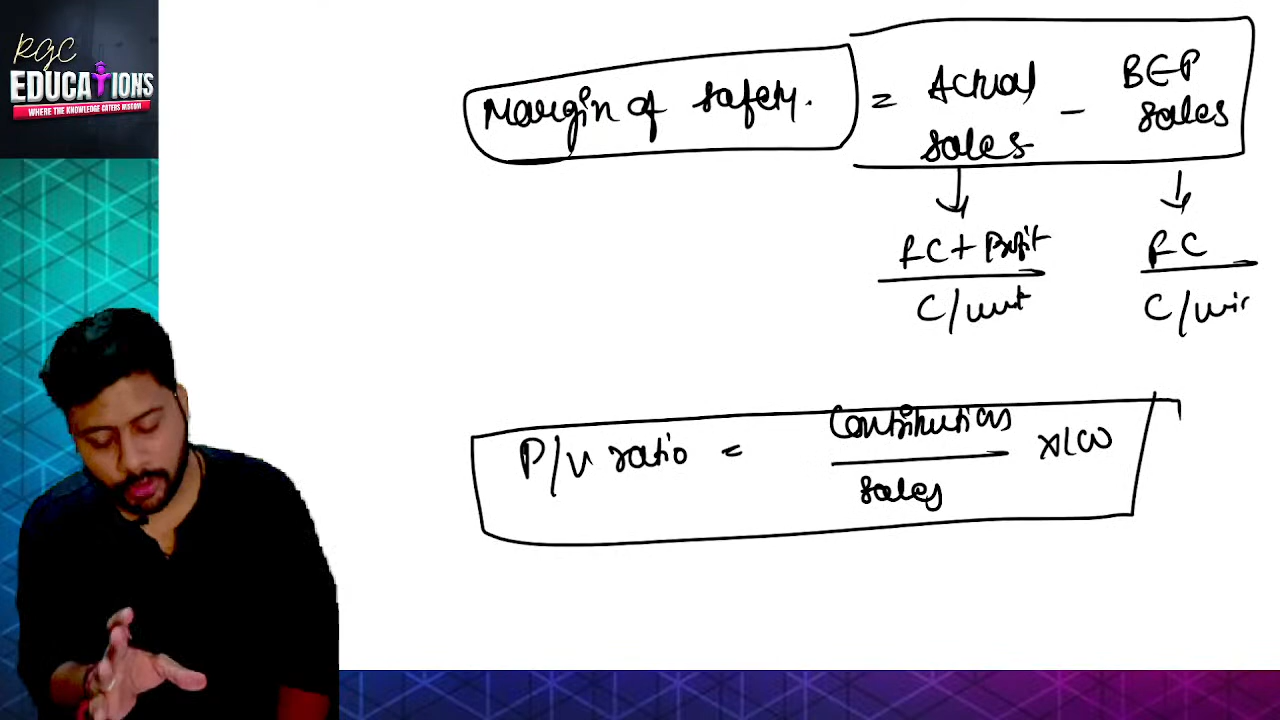 RGC
EDUCATIONS
WHERE THE KNOWLEDGE GATERS WISDOM
Margin of safety. = Actual sales - BEP sales
FC + Profit FC
C/unit C/unit
P/V ratio = Contribution x100
sales